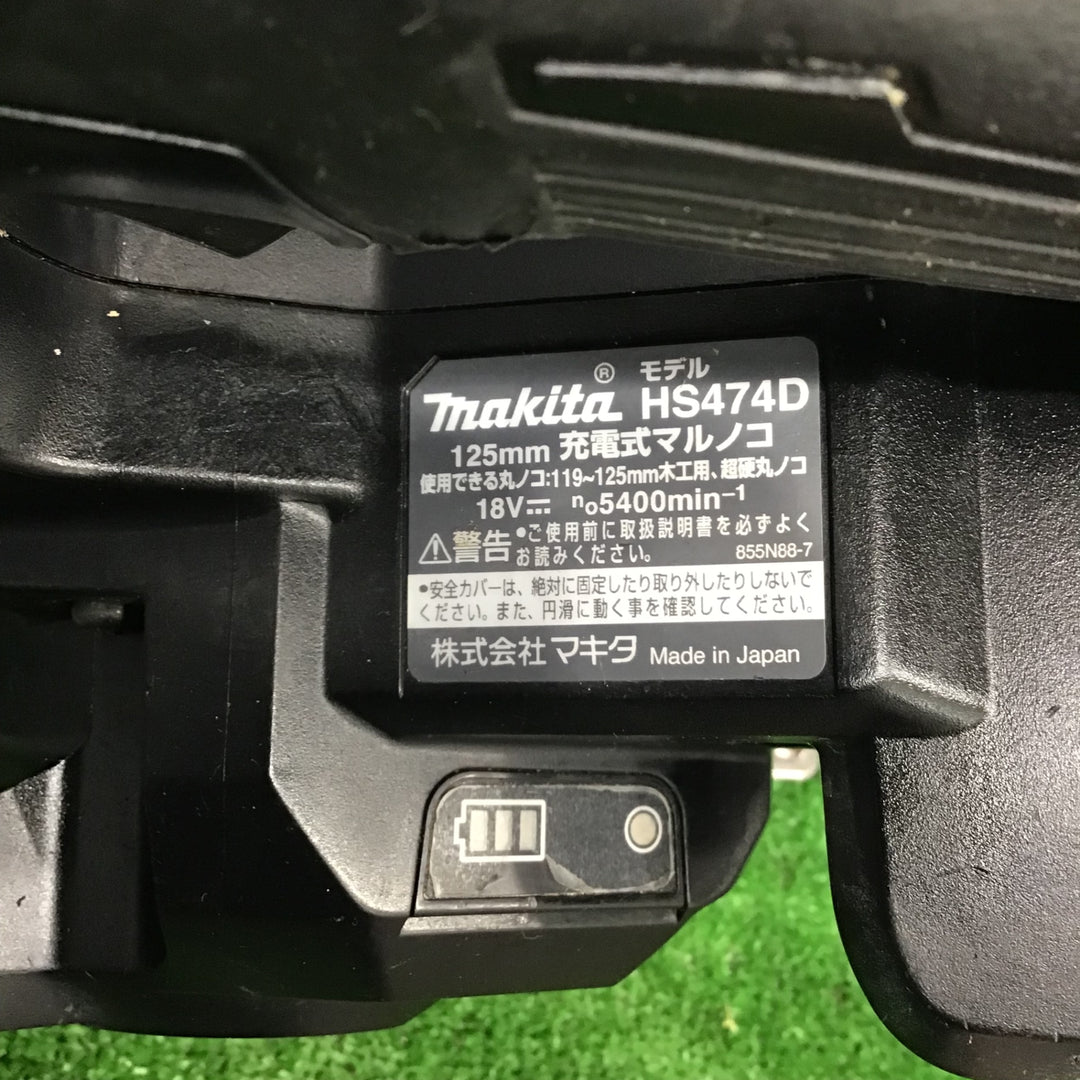 makita® モデル HS474D
125mm 充電式マルノコ
使用できる丸ノコ:119~125mm木工用、超硬丸ノコ
18V⎓ no5400min-1
⚠警告 •ご使用前に取扱説明書を必ずよく
お読みください。 855N88-7
•安全カバーは、絶対に固定したり取り外したりしないで
ください。また、円滑に動く事を確認してください。
株式会社 マキタ Made in Japan